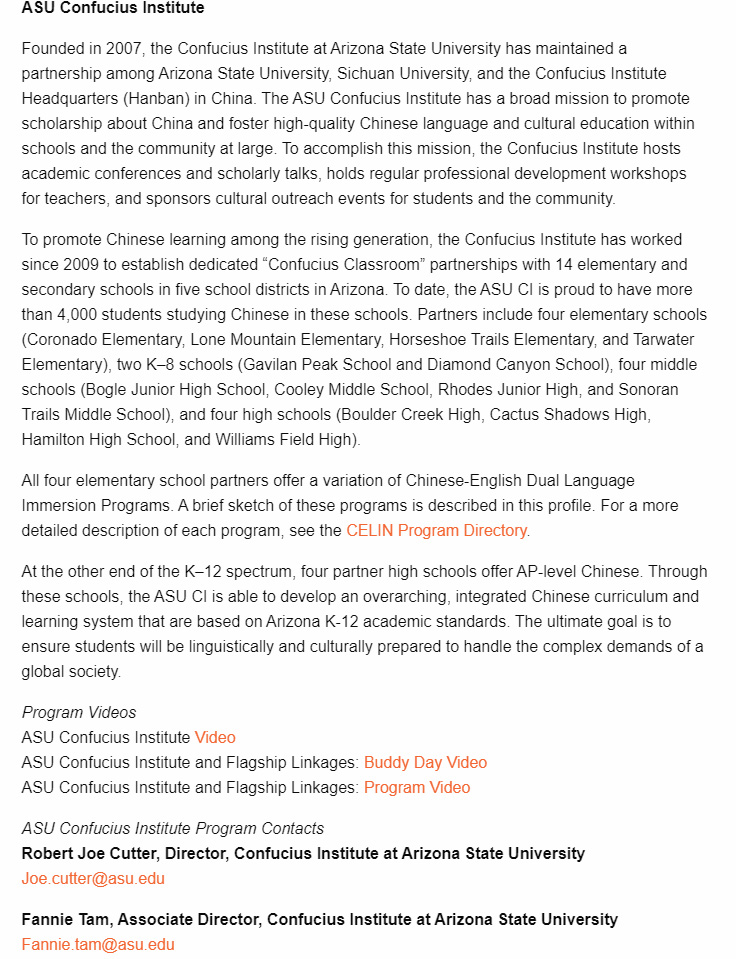 ASU Confucius Institute
Founded in 2007, the Confucius Institute at Arizona State University has maintained a
partnership among Arizona State University, Sichuan University, and the Confucius Institute
Headquarters (Hanban) in China. The ASU Confucius Institute has a broad mission to promote
scholarship about China and foster high-quality Chinese language and cultural education within
schools and the community at large. To accomplish this mission, the Confucius Institute hosts
academic conferences and scholarly talks, holds regular professional development workshops
for teachers, and sponsors cultural outreach events for students and the community.
To promote Chinese learning among the rising generation, the Confucius Institute has worked
since 2009 to establish dedicated “Confucius Classroom” partnerships with 14 elementary and
secondary schools in five school districts in Arizona. To date, the ASU CI is proud to have more
than 4,000 students studying Chinese in these schools. Partners include four elementary schools
(Coronado Elementary, Lone Mountain Elementary, Horseshoe Trails Elementary, and Tarwater
Elementary), two K–8 schools (Gavilan Peak School and Diamond Canyon School), four middle
schools (Bogle Junior High School, Cooley Middle School, Rhodes Junior High, and Sonoran
Trails Middle School), and four high schools (Boulder Creek High, Cactus Shadows High,
Hamilton High School, and Williams Field High).
All four elementary school partners offer a variation of Chinese-English Dual Language
Immersion Programs. A brief sketch of these programs is described in this profile. For a more
detailed description of each program, see the CELIN Program Directory.
At the other end of the K–12 spectrum, four partner high schools offer AP-level Chinese. Through
these schools, the ASU CI is able to develop an overarching, integrated Chinese curriculum and
learning system that are based on Arizona K-12 academic standards. The ultimate goal is to
ensure students will be linguistically and culturally prepared to handle the complex demands of a
global society.
Program Videos
ASU Confucius Institute Video
ASU Confucius Institute and Flagship Linkages: Buddy Day Video
ASU Confucius Institute and Flagship Linkages: Program Video
ASU Confucius Institute Program Contacts
Robert Joe Cutter, Director, Confucius Institute at Arizona State University
Joe.cutter@asu.edu
Fannie Tam, Associate Director, Confucius Institute at Arizona State University
Fannie.tam@asu.edu